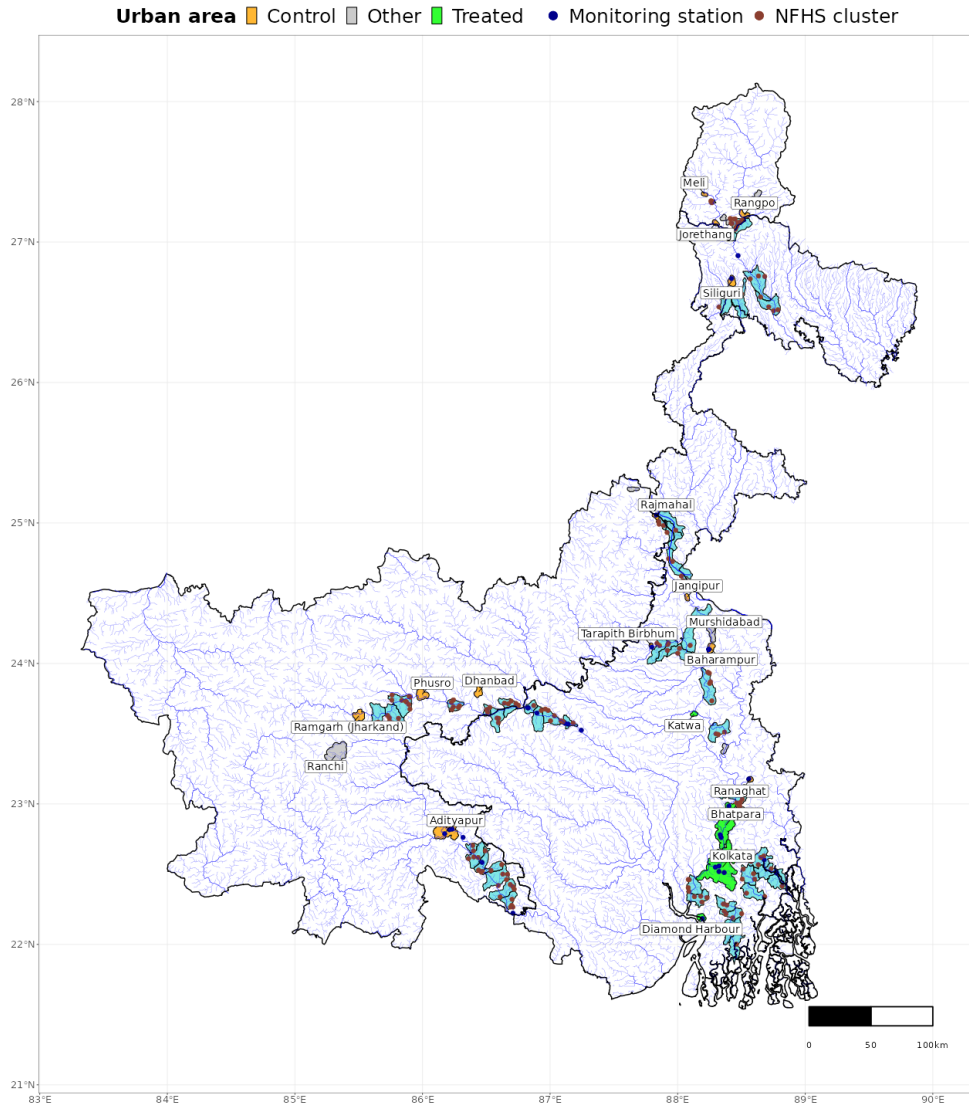 Urban area Control Other Treated Monitoring station NFHS cluster
28°N
Meli
Rangpo
27°N
Jorethang
Siliguri
26°N
25°N
Rajmahal
Jangipur
Murshidabad
Tarapith Birbhum
24°N
Baharampur
Phusro
Dhanbad
Katwa
Ramgarh (Jharkand)
Ranchi
23°N
Ranaghat
Bhatpara
Adityapur
Kolkata
22°N
Diamond Harbour
0 50 100km
21°N
83°E 84°E 85°E 86°E 87°E 88°E 89°E 90°E